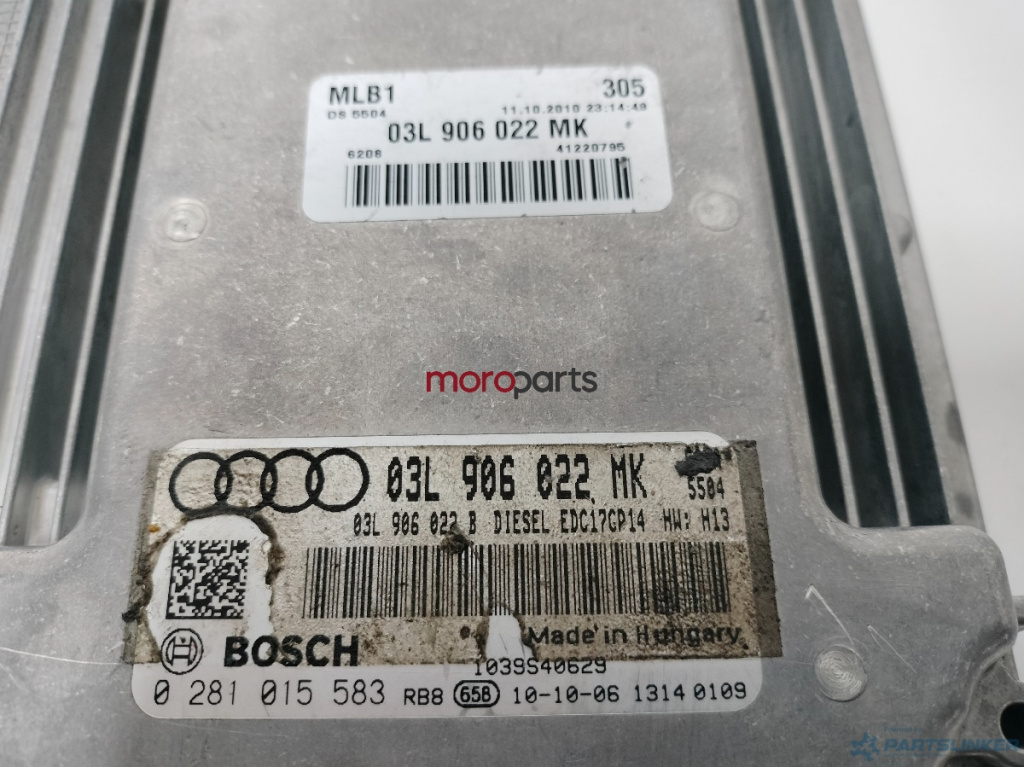 MLB1 305
DS 5504 11.10.2010 23:14:49
03L 906 022 MK
6208 41220795
moroparts
03L 906 022 MK
5504
03L 906 022 B DIESEL EDC17CP14 HW: H13
Made in Hungary
BOSCH
1039S40629
0 281 015 583 RB8 658 10-10-06 1314 0109
PARTSLINKER